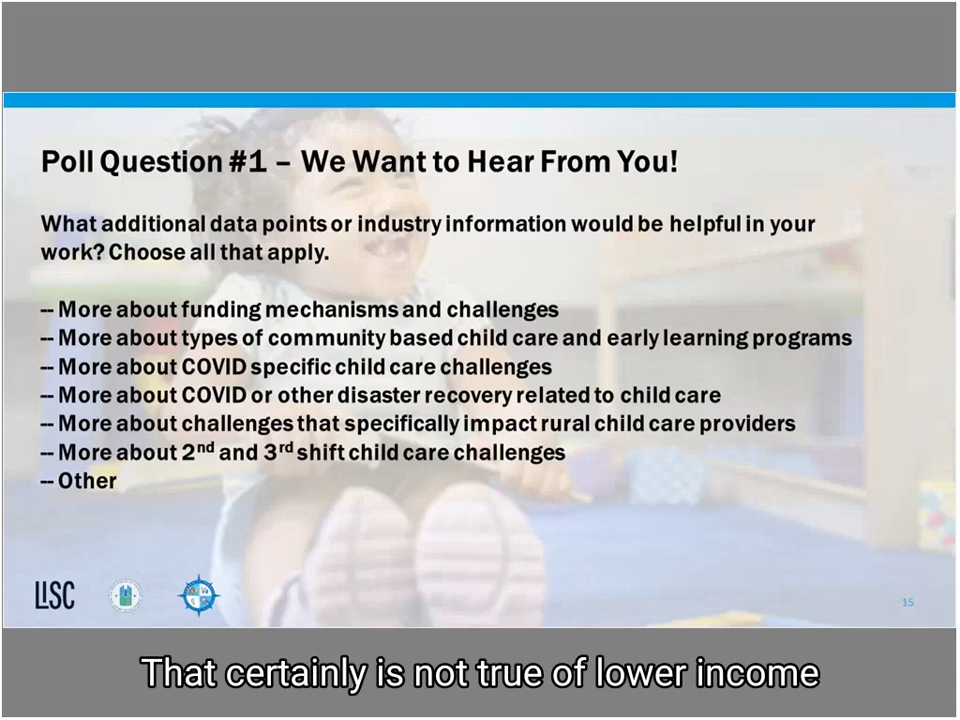 Poll Question #1 – We Want to Hear From You!
What additional data points or industry information would be helpful in your
work? Choose all that apply.
-- More about funding mechanisms and challenges
-- More about types of community based child care and early learning programs
-- More about COVID specific child care challenges
-- More about COVID or other disaster recovery related to child care
-- More about challenges that specifically impact rural child care providers
-- More about 2nd and 3rd shift child care challenges
-- Other
LISC
15
That certainly is not true of lower income